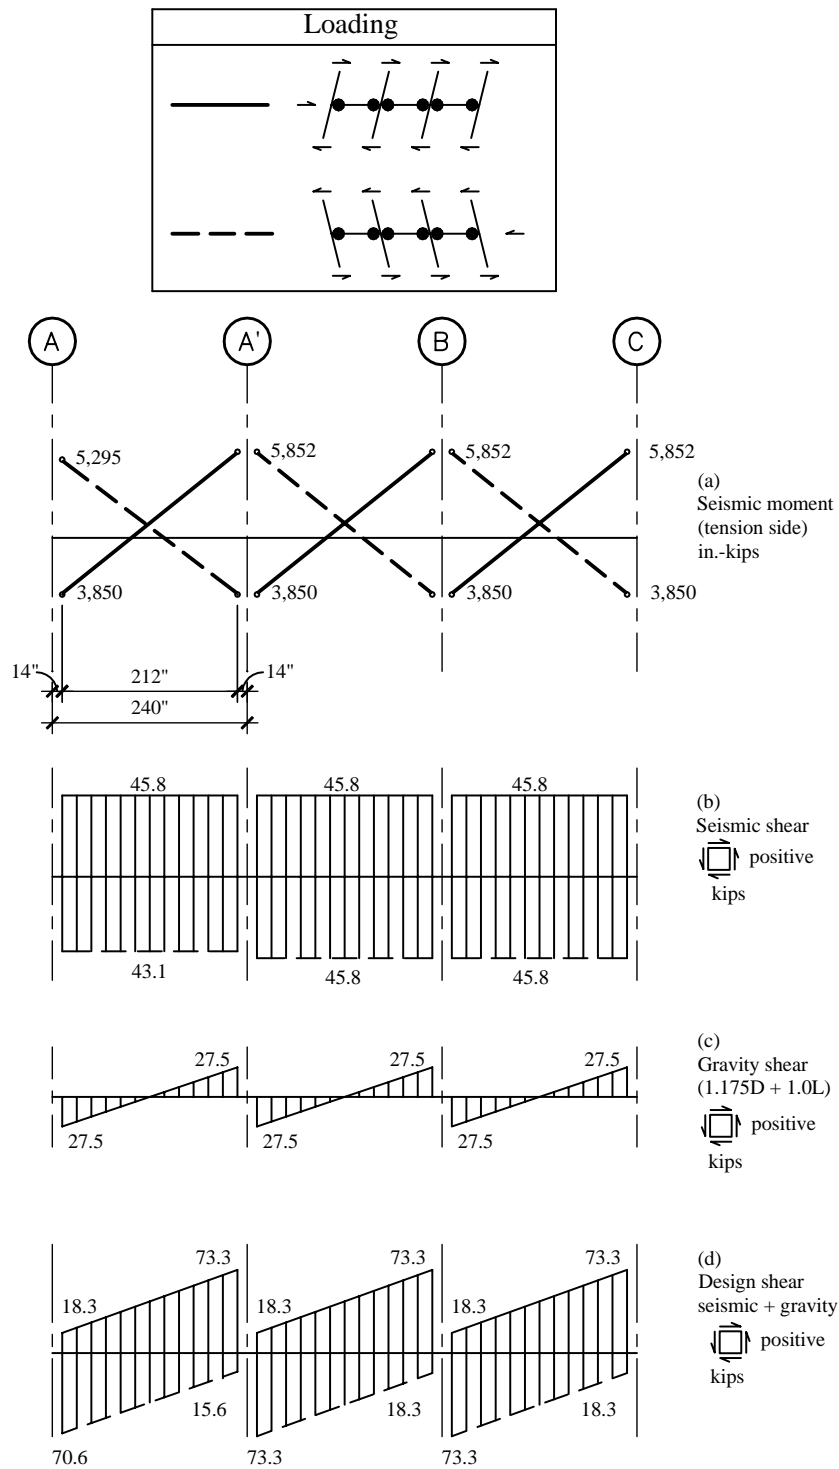 Loading
A A' B C
5,295 5,852 5,852 5,852
3,850 3,850 3,850 3,850
(a)
Seismic moment
(tension side)
in.-kips
14" 212" 14"
240"
45.8 45.8 45.8
43.1 45.8 45.8
(b)
Seismic shear
positive
kips
27.5 27.5 27.5
27.5 27.5 27.5
(c)
Gravity shear
(1.175D + 1.0L)
positive
kips
73.3 73.3 73.3
18.3 18.3 18.3
15.6 18.3 18.3
70.6 73.3 73.3
(d)
Design shear
seismic + gravity
positive
kips